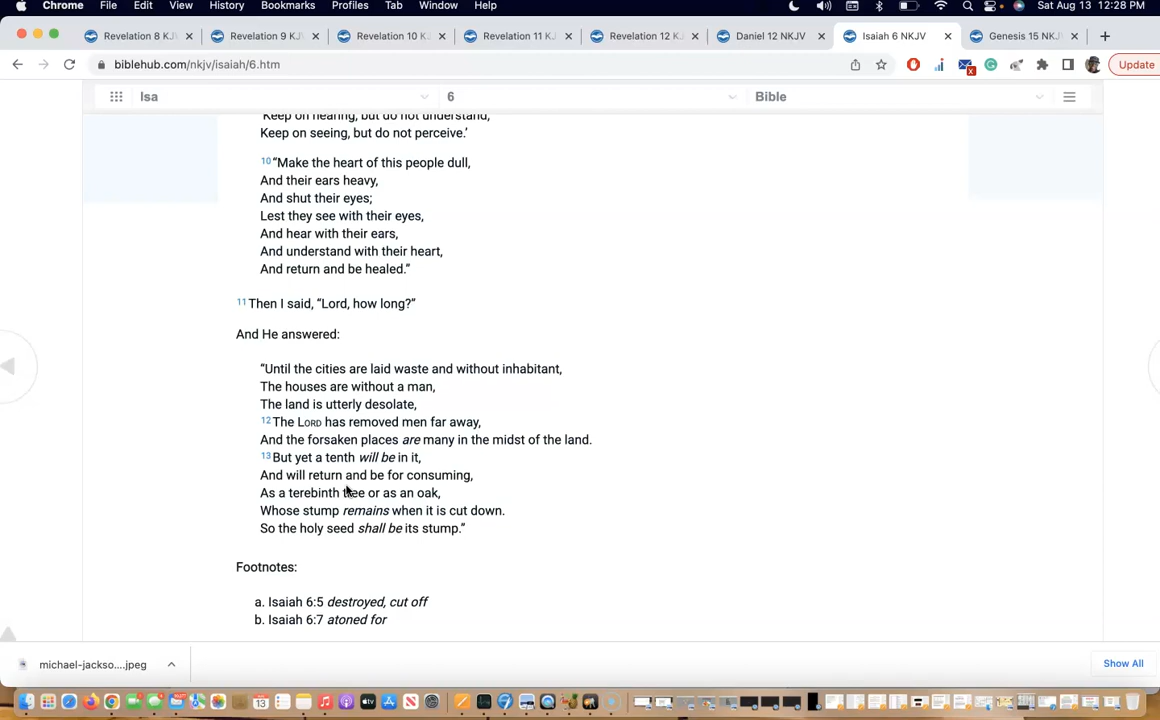 Chrome File Edit View History Bookmarks Profiles Tab Window Help Sat Aug 13 12:28 PM
Revelation 8 KJV Revelation 9 KJV Revelation 10 KJ Revelation 11 KJ Revelation 12 KJ Daniel 12 NKJV Isaiah 6 NKJV Genesis 15 NKJV
biblehub.com/nkjv/isaiah/6.htm Update
Isa 6 Bible
'Keep on hearing, but do not understand;
Keep on seeing, but do not perceive.'
10 “Make the heart of this people dull,
And their ears heavy,
And shut their eyes;
Lest they see with their eyes,
And hear with their ears,
And understand with their heart,
And return and be healed.”
11 Then I said, “Lord, how long?”
And He answered:
“Until the cities are laid waste and without inhabitant,
The houses are without a man,
The land is utterly desolate,
12 The LORD has removed men far away,
And the forsaken places are many in the midst of the land.
13 But yet a tenth will be in it,
And will return and be for consuming,
As a terebinth tree or as an oak,
Whose stump remains when it is cut down.
So the holy seed shall be its stump.”
Footnotes:
a. Isaiah 6:5 destroyed, cut off
b. Isaiah 6:7 atoned for
michael-jackso....jpeg Show All